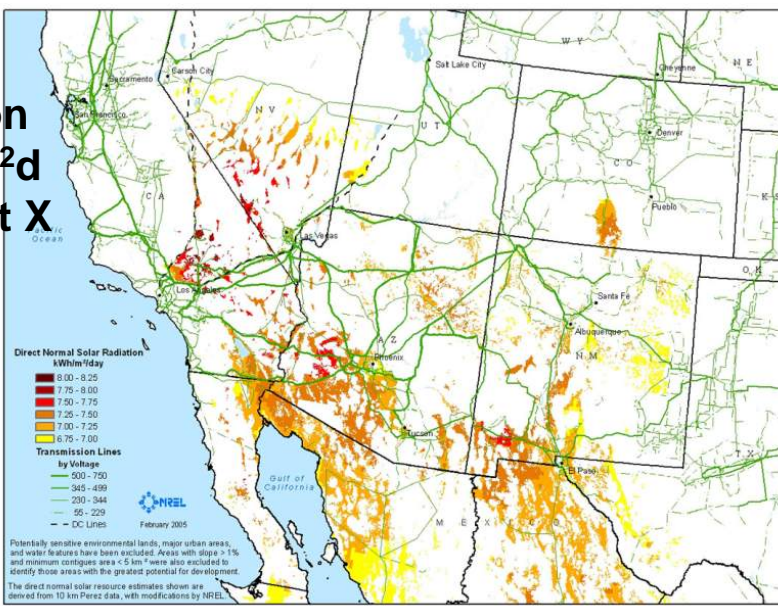 on
²d
t X
W Y
Salt Lake City
Cheyenne
N E
Carson City
Sacramento
San Francisco
N V
U T
Denver
C O
C A
Pueblo
K S
Pacific
Ocean
Las Vegas
O K
Los Angeles
Santa Fe
Albuquerque
A Z
N M
Phoenix
Direct Normal Solar Radiation
kWh/m²/day
8.00 - 8.25
7.75 - 8.00
7.50 - 7.75
7.25 - 7.50
7.00 - 7.25
6.75 - 7.00
Tucson
T X
Transmission Lines
by Voltage
El Paso
500 - 750
345 - 499
230 - 344
55 - 229
DC Lines
Gulf of
California
NREL
February 2005
M E X I C O
Potentially sensitive environmental lands, major urban areas,
and water features have been excluded. Areas with slope > 1%
and minimum contigues area < 5 km² were also excluded to
identify those areas with the greatest potential for development.
The direct normal solar resource estimates shown are
derived from 10 km Perez data, with modifications by NREL.